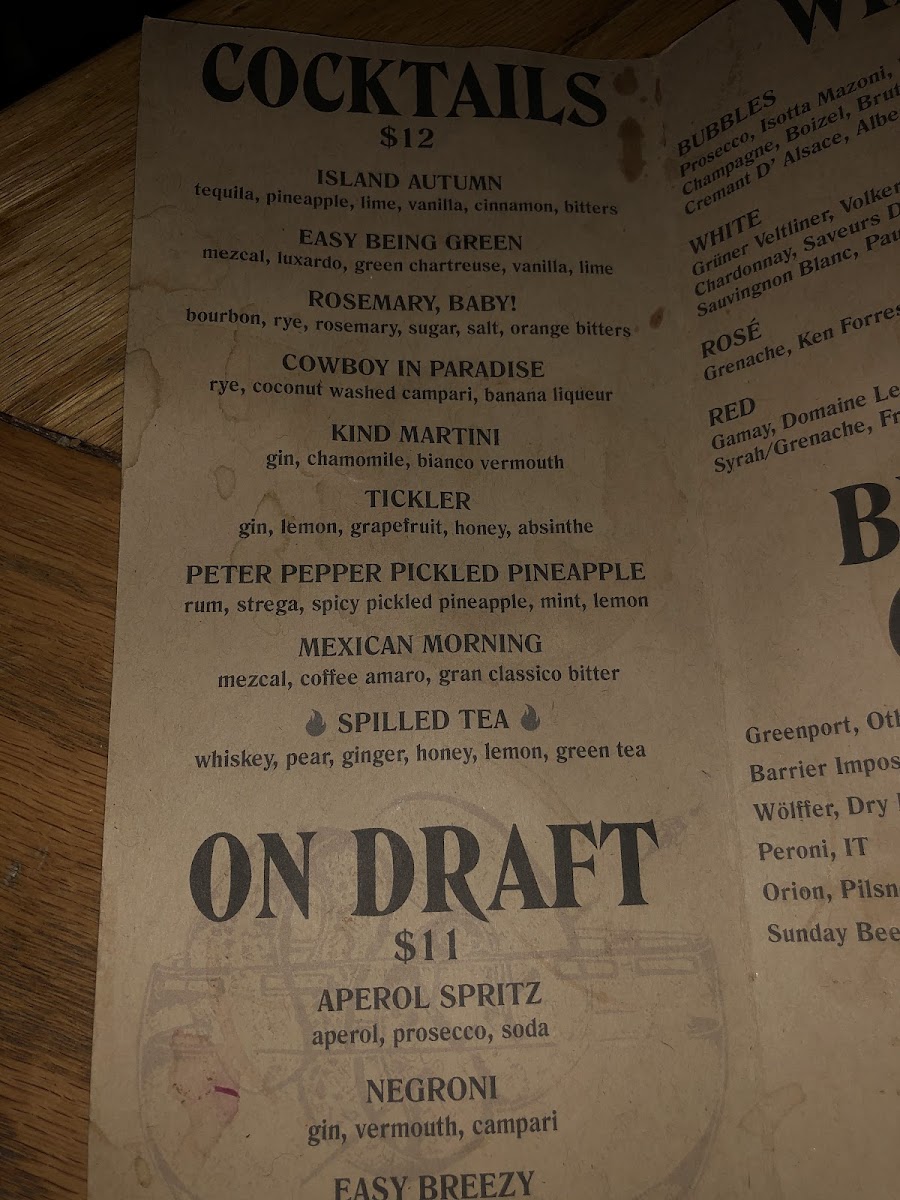 COCKTAILS
$12
ISLAND AUTUMN
tequila, pineapple, lime, vanilla, cinnamon, bitters
EASY BEING GREEN
mezcal, luxardo, green chartreuse, vanilla, lime
ROSEMARY, BABY!
bourbon, rye, rosemary, sugar, salt, orange bitters
COWBOY IN PARADISE
rye, coconut washed campari, banana liqueur
KIND MARTINI
gin, chamomile, bianco vermouth
TICKLER
gin, lemon, grapefruit, honey, absinthe
PETER PEPPER PICKLED PINEAPPLE
rum, strega, spicy pickled pineapple, mint, lemon
MEXICAN MORNING
mezcal, coffee amaro, gran classico bitter
SPILLED TEA
whiskey, pear, ginger, honey, lemon, green tea
ON DRAFT
$11
APEROL SPRITZ
aperol, prosecco, soda
NEGRONI
gin, vermouth, campari
EASY BREEZY
BUBBLES
Prosecco, Isotta Mazoni,
Champagne, Boizel, Brut
Cremant D' Alsace,
WHITE
Grüner Veltliner,
Chardonnay, Saveurs
Sauvingnon Blanc,
ROSÉ
Grenache, Ken
RED
Gamay, Domaine
Syrah/Grenache,
Greenport,
Barrier
Wölffer, Dry
Peroni, IT
Orion,
Sunday